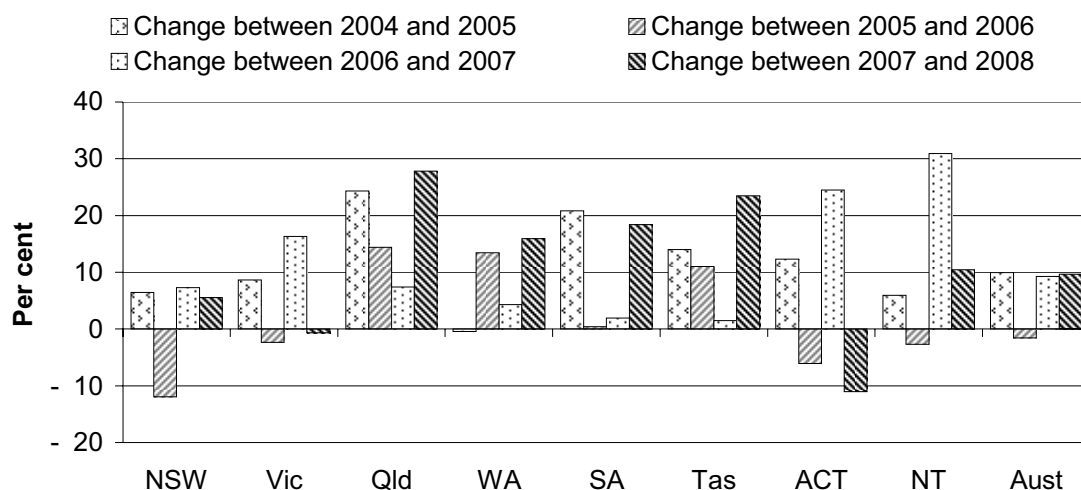 Change between 2004 and 2005 Change between 2005 and 2006
Change between 2006 and 2007 Change between 2007 and 2008
Per cent
40
30
20
10
0
- 10
- 20
NSW Vic Qld WA SA Tas ACT NT Aust